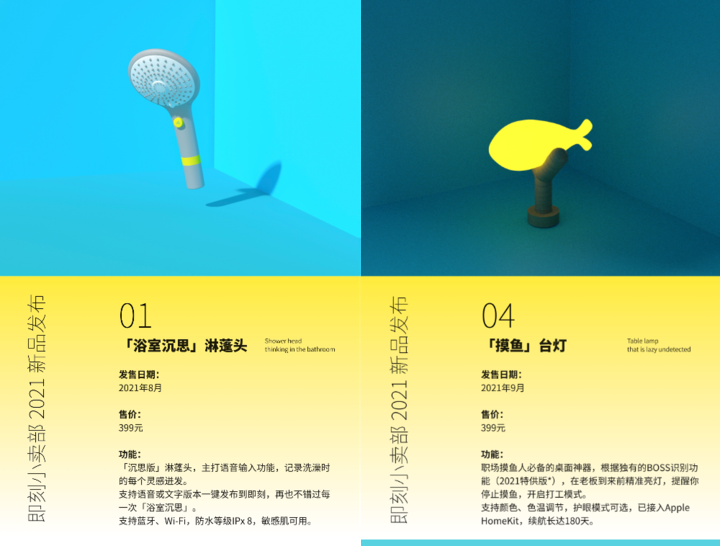 即刻小卖部 2021 新品发布
01
「浴室沉思」淋蓬头
Shower head
thinking in the bathroom
发售日期：
2021年8月
售价：
399元
功能：
「沉思版」淋蓬头，主打语音输入功能，记录洗澡时
的每个灵感迸发。
支持语音或文字版本一键发布到即刻，再也不错过每
一次「浴室沉思」。
支持蓝牙、Wi-Fi，防水等级IPx 8，敏感肌可用。
即刻小卖部 2021 新品发布
04
「摸鱼」台灯
Table lamp
that is lazy undetected
发售日期：
2021年9月
售价：
399元
功能：
职场摸鱼人必备的桌面神器，根据独有的BOSS识别功
能（2021特供版*），在老板到来前精准亮灯，提醒你
停止摸鱼，开启打工模式。
支持颜色、色温调节，护眼模式可选，已接入Apple
HomeKit，续航长达180天。